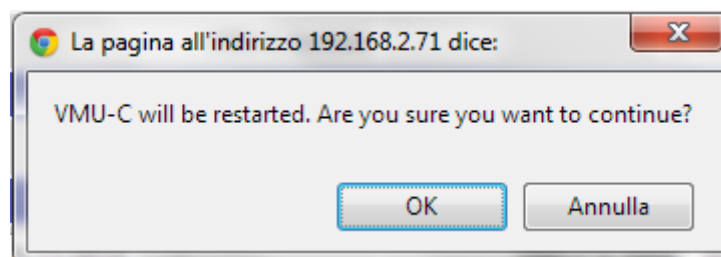 La pagina all'indirizzo 192.168.2.71 dice:
VMU-C will be restarted. Are you sure you want to continue?
OK
Annulla